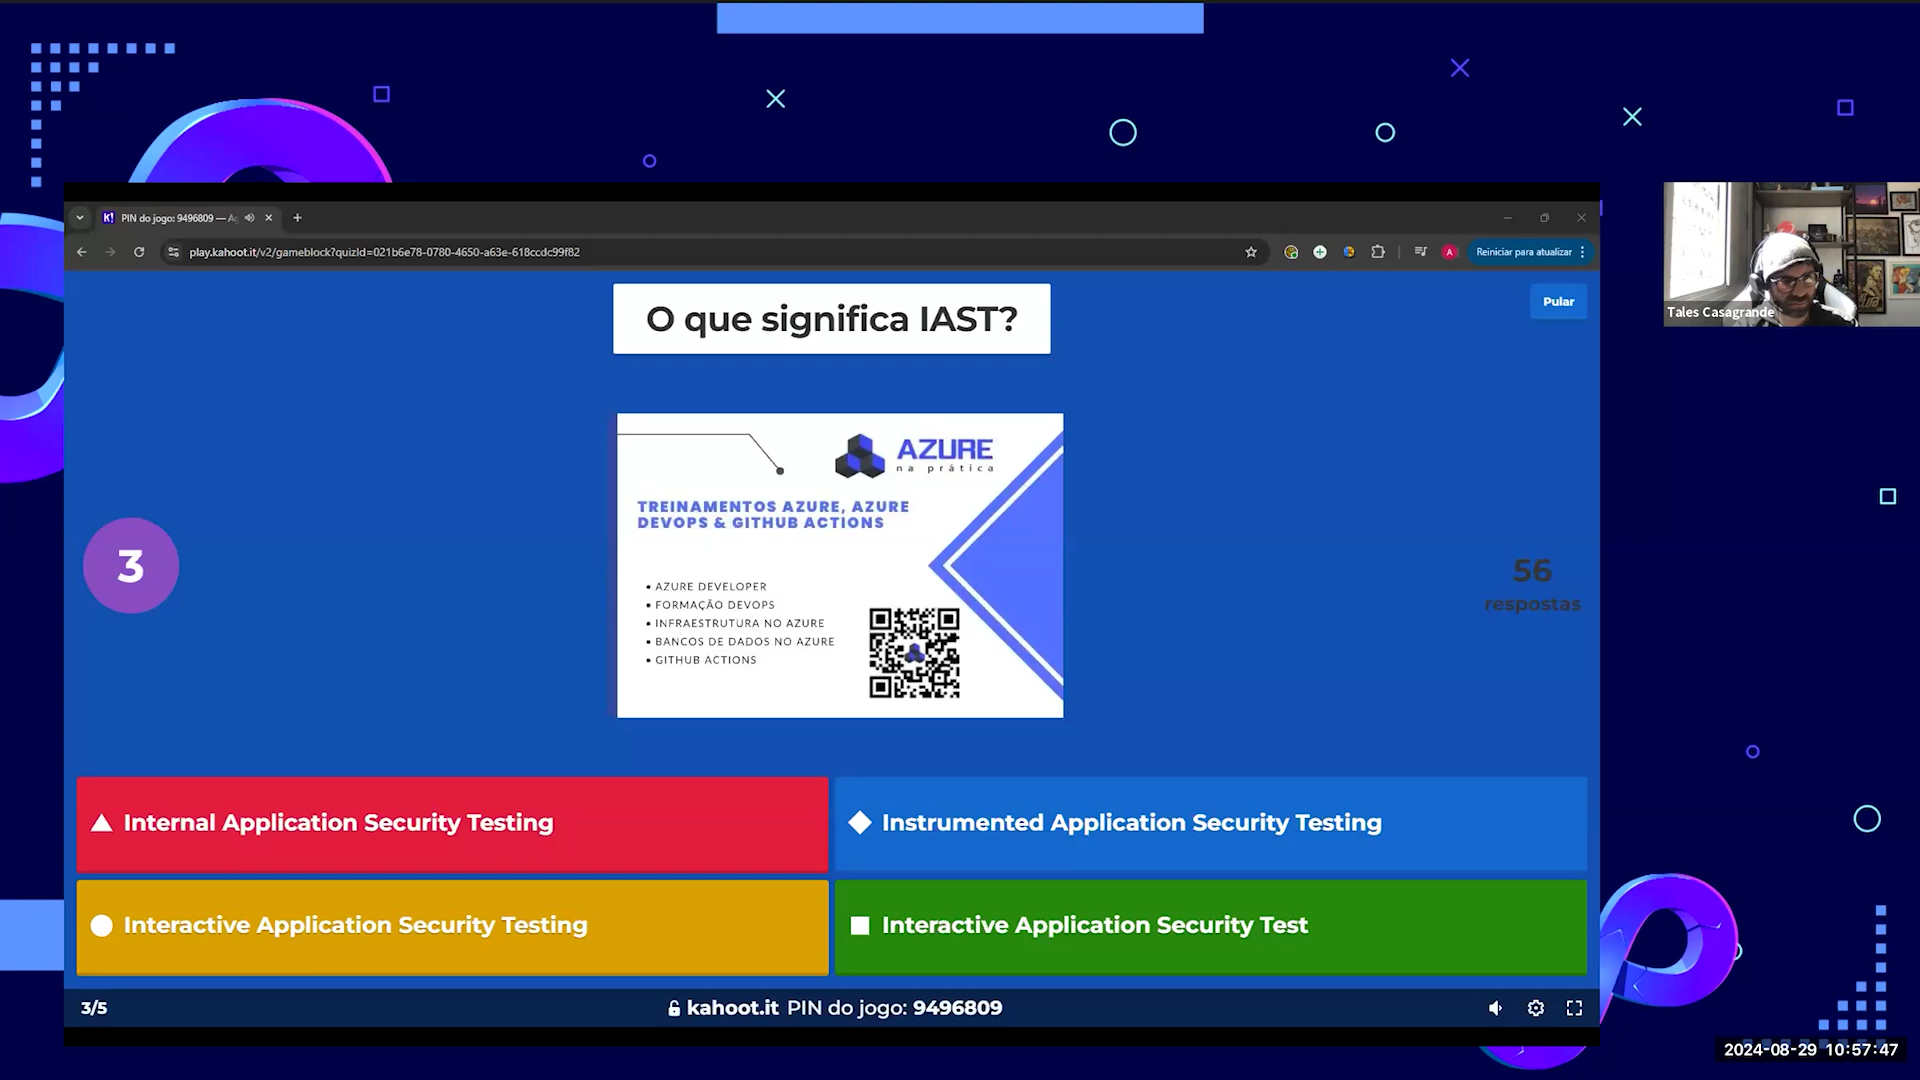 PIN do jogo: 9496809 — A
play.kahoot.it/v2/gameblock?quizId=021b6e78-0780-4650-a63e-618ccdc99f82
A
Reiniciar para atualizar
O que significa IAST?
Pular
Tales Casagrande
AZURE
na prática
TREINAMENTOS AZURE, AZURE
DEVOPS & GITHUB ACTIONS
• AZURE DEVELOPER
• FORMAÇÃO DEVOPS
• INFRAESTRUTURA NO AZURE
• BANCOS DE DADOS NO AZURE
• GITHUB ACTIONS
3
56
respostas
Internal Application Security Testing
Instrumented Application Security Testing
Interactive Application Security Testing
Interactive Application Security Test
3/5
kahoot.it PIN do jogo: 9496809
2024-08-29 10:57:47